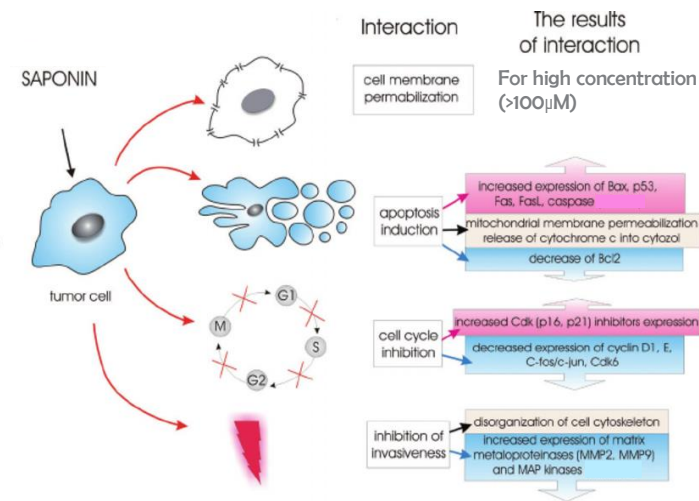 Interaction
The results
of interaction
SAPONIN
cell membrane
permabilization
For high concentration
(>100µM)
tumor cell
apoptosis
induction
increased expression of Bax, p53,
Fas, FasL, caspase
mitochondrial membrane permeabilization
release of cytochrome c into cytozol
decrease of Bcl2
G1
M
S
G2
cell cycle
inhibition
increased Cdk (p16, p21) inhibitors expression
decreased expression of cyclin D1, E,
C-fos/c-jun, Cdk6
inhibition of
invasiveness
disorganization of cell cytoskeleton
increased expression of matrix
metaloproteinases (MMP2, MMP9)
and MAP kinases